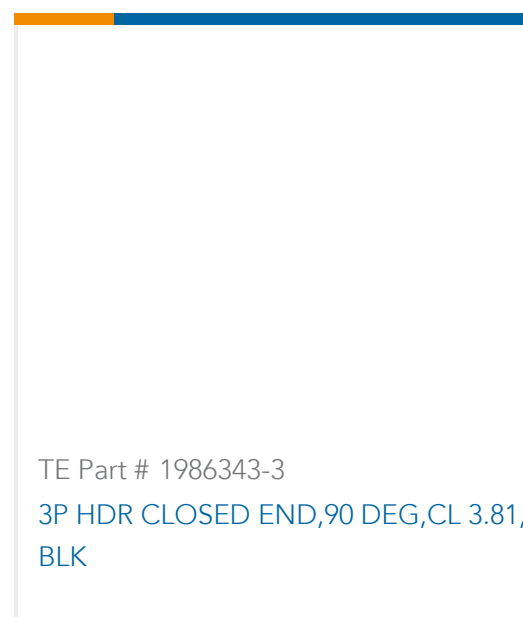 TE Part # 1986343-3
3P HDR CLOSED END,90 DEG,CL 3.81,
BLK